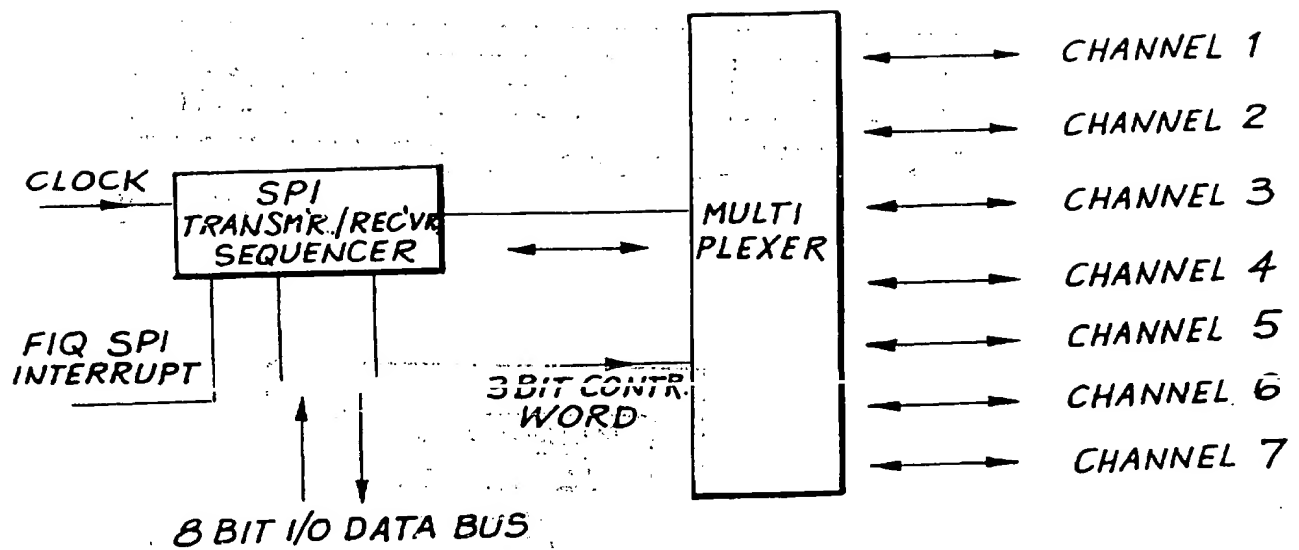 CLOCK
SPI
TRANSM'R./REC'VR
SEQUENCER
FIQ SPI
INTERRUPT
8 BIT I/O DATA BUS
3 BIT CONTR.
WORD
MULTI
PLEXER
CHANNEL 1
CHANNEL 2
CHANNEL 3
CHANNEL 4
CHANNEL 5
CHANNEL 6
CHANNEL 7